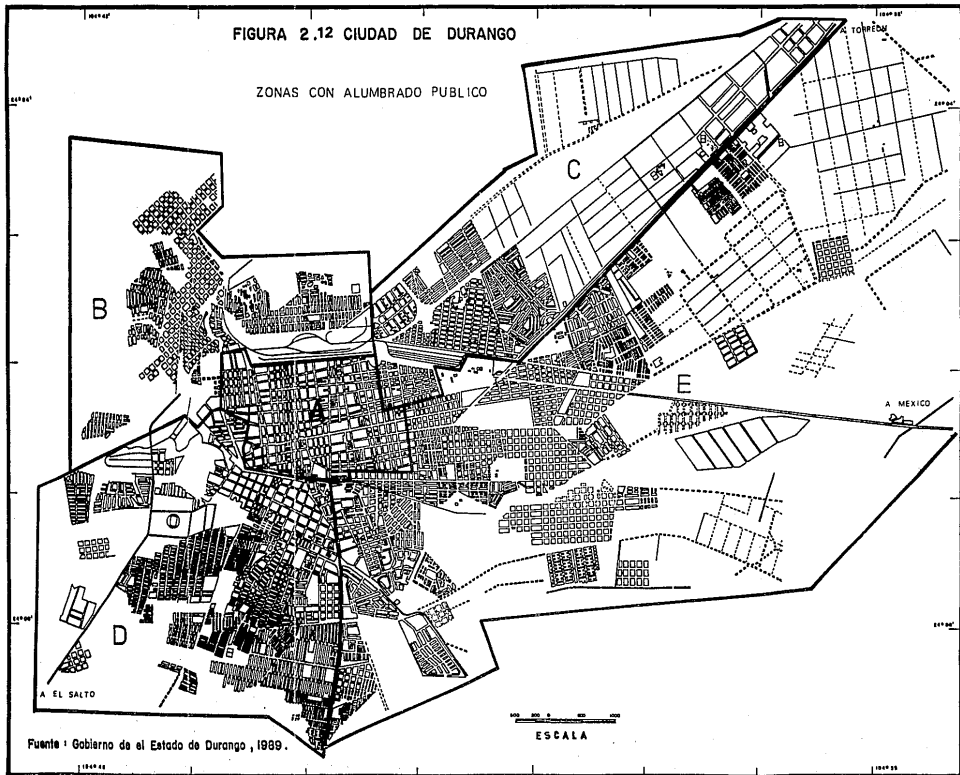 FIGURA 2.12 CIUDAD DE DURANGO
ZONAS CON ALUMBRADO PUBLICO
A TORREON
C
B
A
E
A MEXICO
D
A EL SALTO
ESCALA
Fuente : Gobierno de el Estado de Durango , 1989.